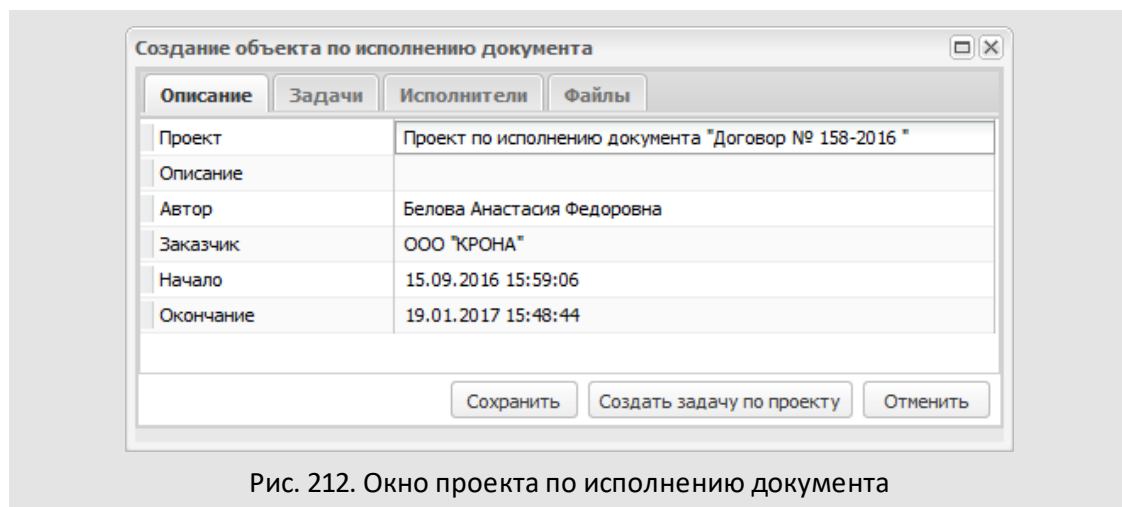 Создание объекта по исполнению документа
Описание Задачи Исполнители Файлы
Проект Проект по исполнению документа "Договор № 158-2016 "
Описание
Автор Белова Анастасия Федоровна
Заказчик ООО "КРОНА"
Начало 15.09.2016 15:59:06
Окончание 19.01.2017 15:48:44
Сохранить Создать задачу по проекту Отменить
Рис. 212. Окно проекта по исполнению документа